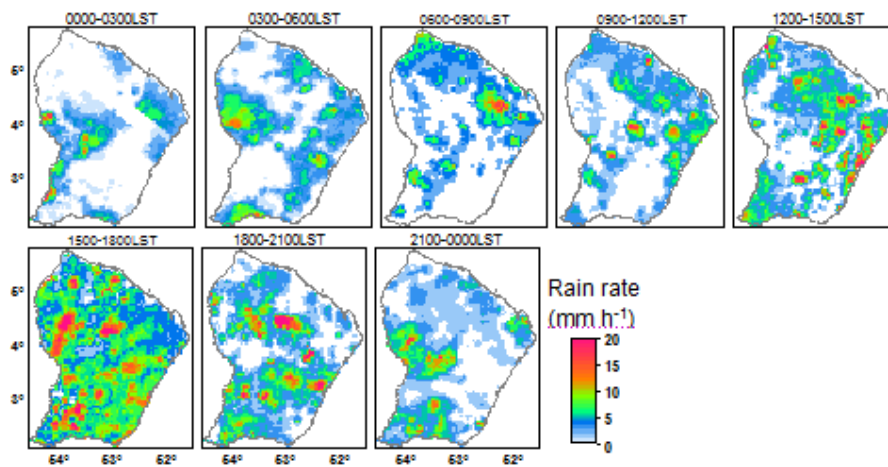 0000-0300LST 0300-0600LST 0600-0900LST 0900-1200LST 1200-1500LST
5°
4°
3°
1500-1800LST 1800-2100LST 2100-0000LST
5°
4°
3°
54° 53° 52° 54° 53° 52° 54° 53° 52°
Rain rate
(mm h⁻¹)
20
15
10
5
0